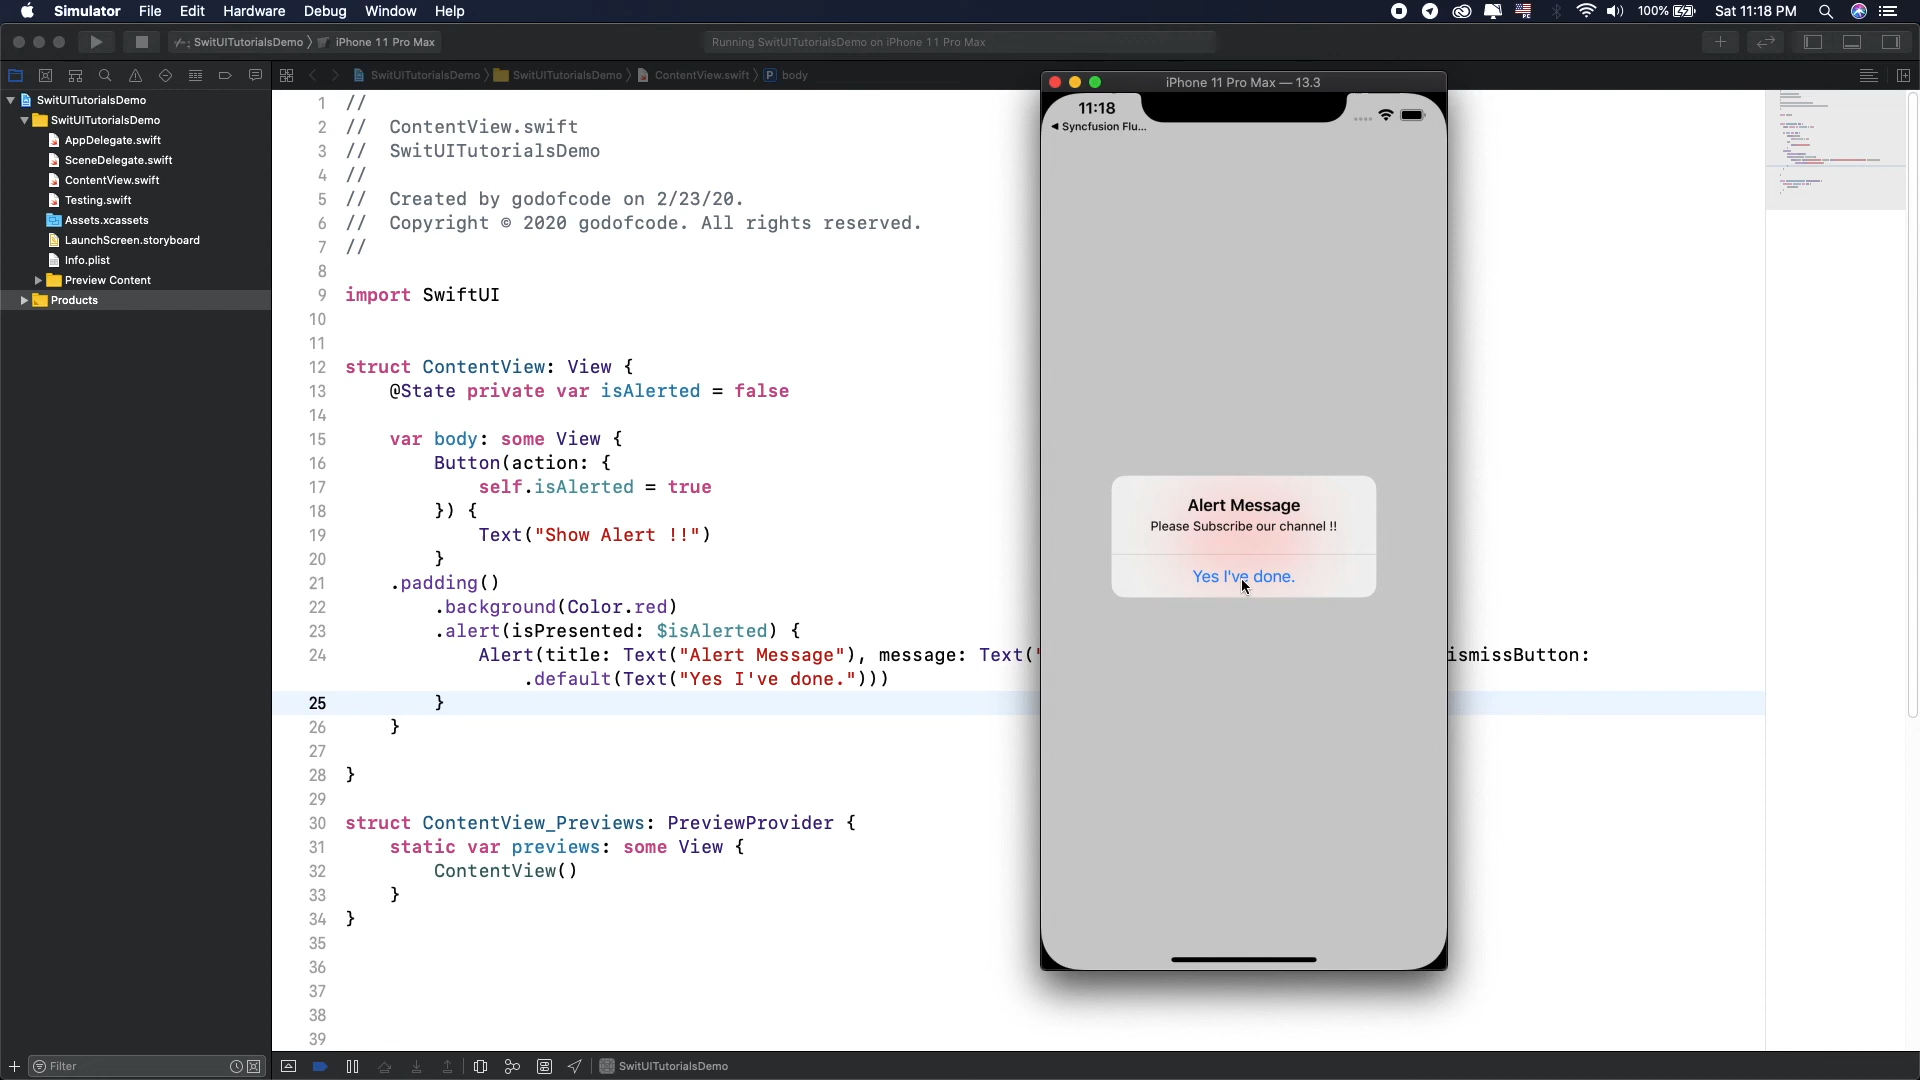 Simulator File Edit Hardware Debug Window Help
100% Sat 11:18 PM
SwitUITutorialsDemo iPhone 11 Pro Max
Running SwitUITutorialsDemo on iPhone 11 Pro Max
SwitUITutorialsDemo SwitUITutorialsDemo ContentView.swift P body
SwitUITutorialsDemo
SwitUITutorialsDemo
AppDelegate.swift
SceneDelegate.swift
ContentView.swift
Testing.swift
Assets.xcassets
LaunchScreen.storyboard
Info.plist
Preview Content
Products
Filter
1 //
2 // ContentView.swift
3 // SwitUITutorialsDemo
4 //
5 // Created by godofcode on 2/23/20.
6 // Copyright © 2020 godofcode. All rights reserved.
7 //
8
9 import SwiftUI
10
11
12 struct ContentView: View {
13 @State private var isAlerted = false
14
15 var body: some View {
16 Button(action: {
17 self.isAlerted = true
18 }) {
19 Text("Show Alert !!")
20 }
21 .padding()
22 .background(Color.red)
23 .alert(isPresented: $isAlerted) {
24 Alert(title: Text("Alert Message"), message: Text(" ismissButton:
.default(Text("Yes I've done.")))
25 }
26 }
27
28 }
29
30 struct ContentView_Previews: PreviewProvider {
31 static var previews: some View {
32 ContentView()
33 }
34 }
35
36
37
38
39
SwitUITutorialsDemo
iPhone 11 Pro Max — 13.3
11:18
◀ Syncfusion Flu...
Alert Message
Please Subscribe our channel !!
Yes I've done.